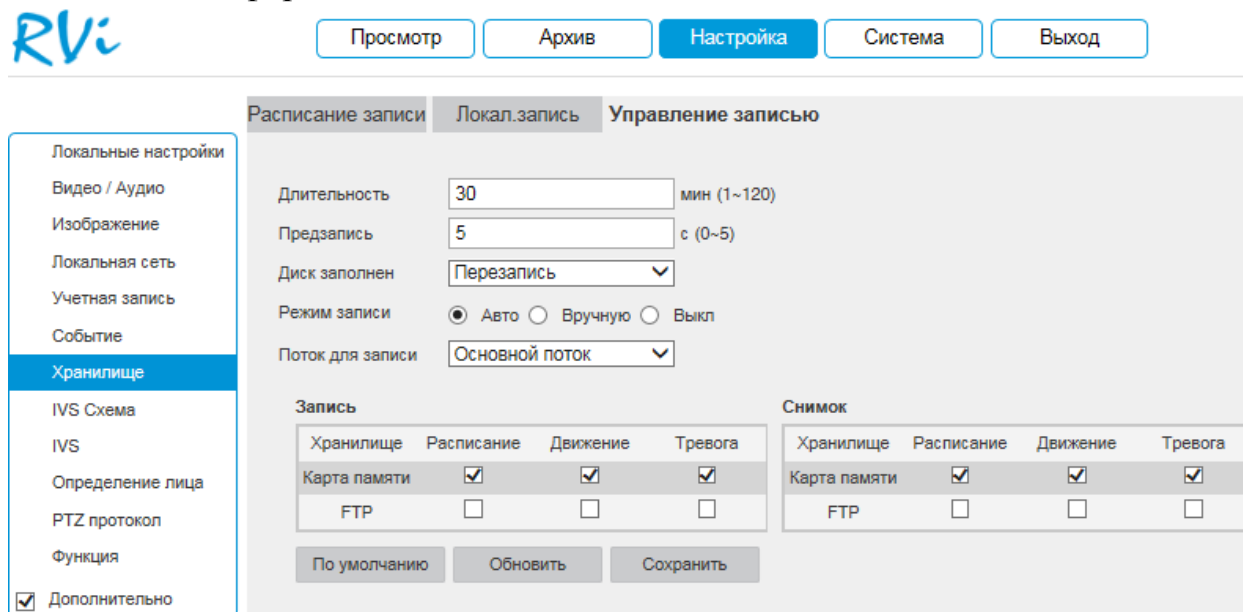 RVi
Просмотр Архив Настройка Система Выход
Расписание записи Локал.запись Управление записью
Локальные настройки
Видео / Аудио
Изображение
Локальная сеть
Учетная запись
Событие
Хранилище
IVS Схема
IVS
Определение лица
PTZ протокол
Функция
Дополнительно
Длительность 30 мин (1~120)
Предзапись 5 с (0~5)
Диск заполнен Перезапись
Режим записи Авто Вручную Выкл
Поток для записи Основной поток
Запись
Хранилище Расписание Движение Тревога
Карта памяти
FTP
Снимок
Хранилище Расписание Движение Тревога
Карта памяти
FTP
По умолчанию Обновить Сохранить